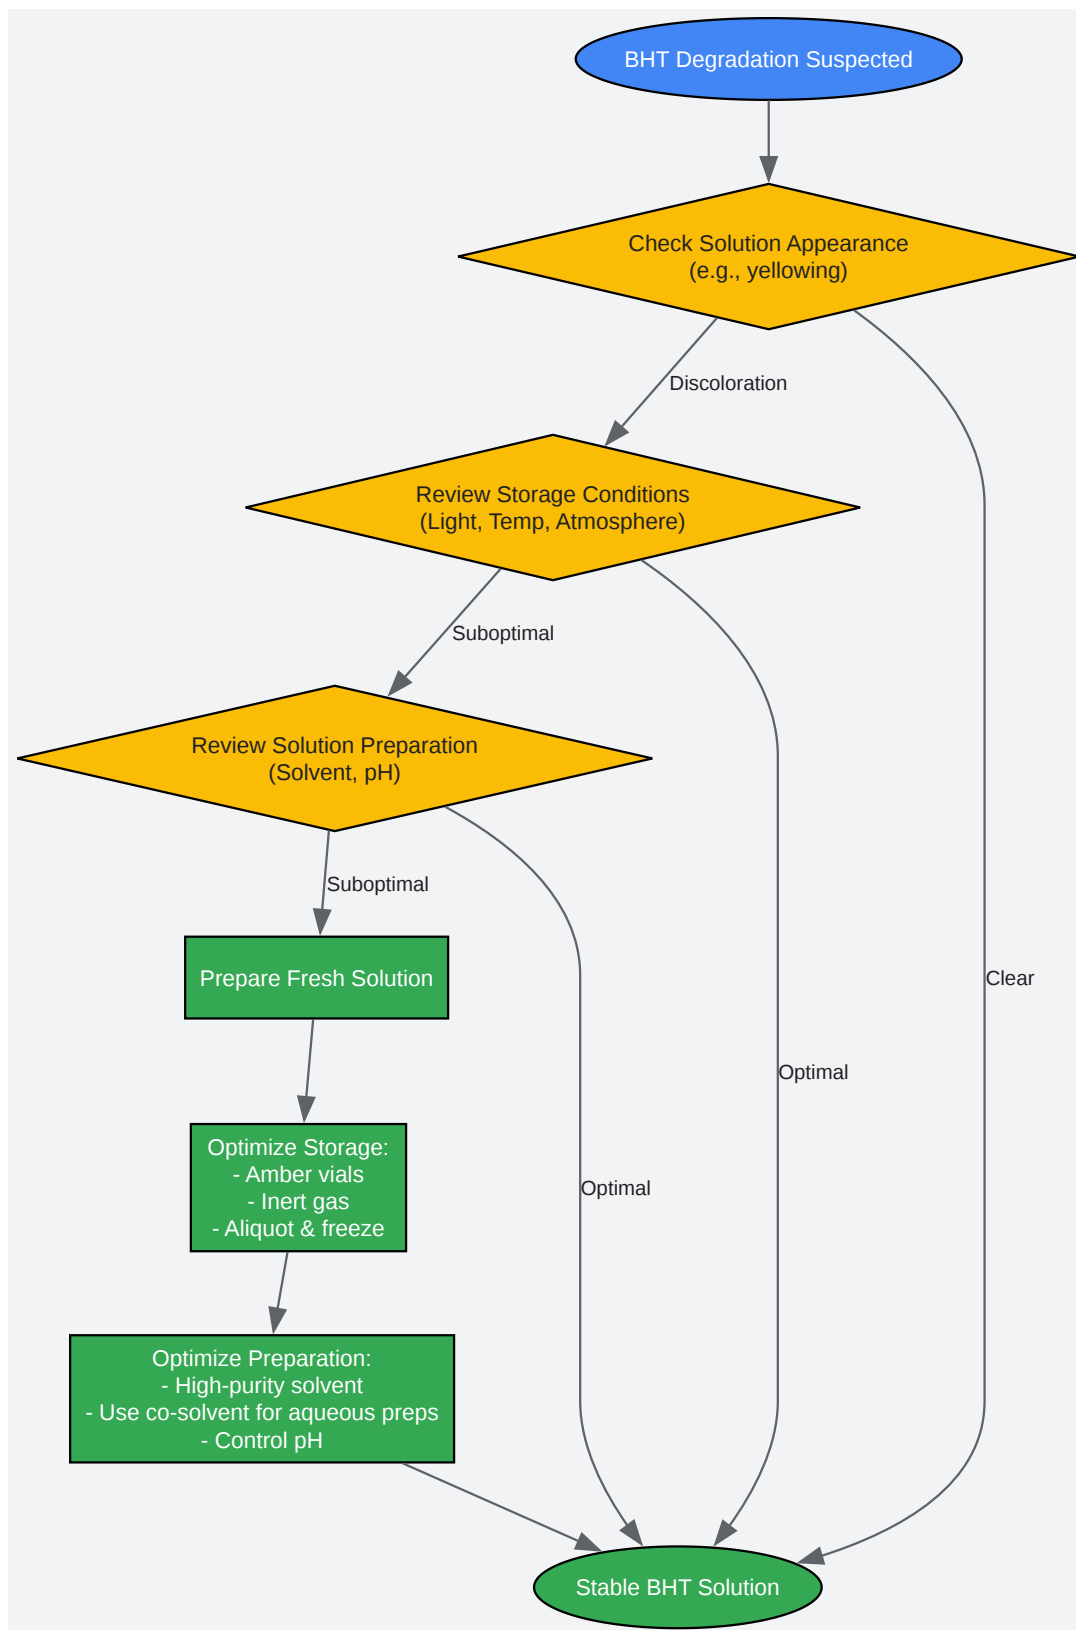 BHT Degradation Suspected
Check Solution Appearance
(e.g., yellowing)
Discoloration
Review Storage Conditions
(Light, Temp, Atmosphere)
Suboptimal
Review Solution Preparation
(Solvent, pH)
Suboptimal
Prepare Fresh Solution
Clear
Optimal
Optimize Storage:
- Amber vials
- Inert gas
- Aliquot & freeze
Optimal
Optimize Preparation:
- High-purity solvent
- Use co-solvent for aqueous preps
- Control pH
Stable BHT Solution